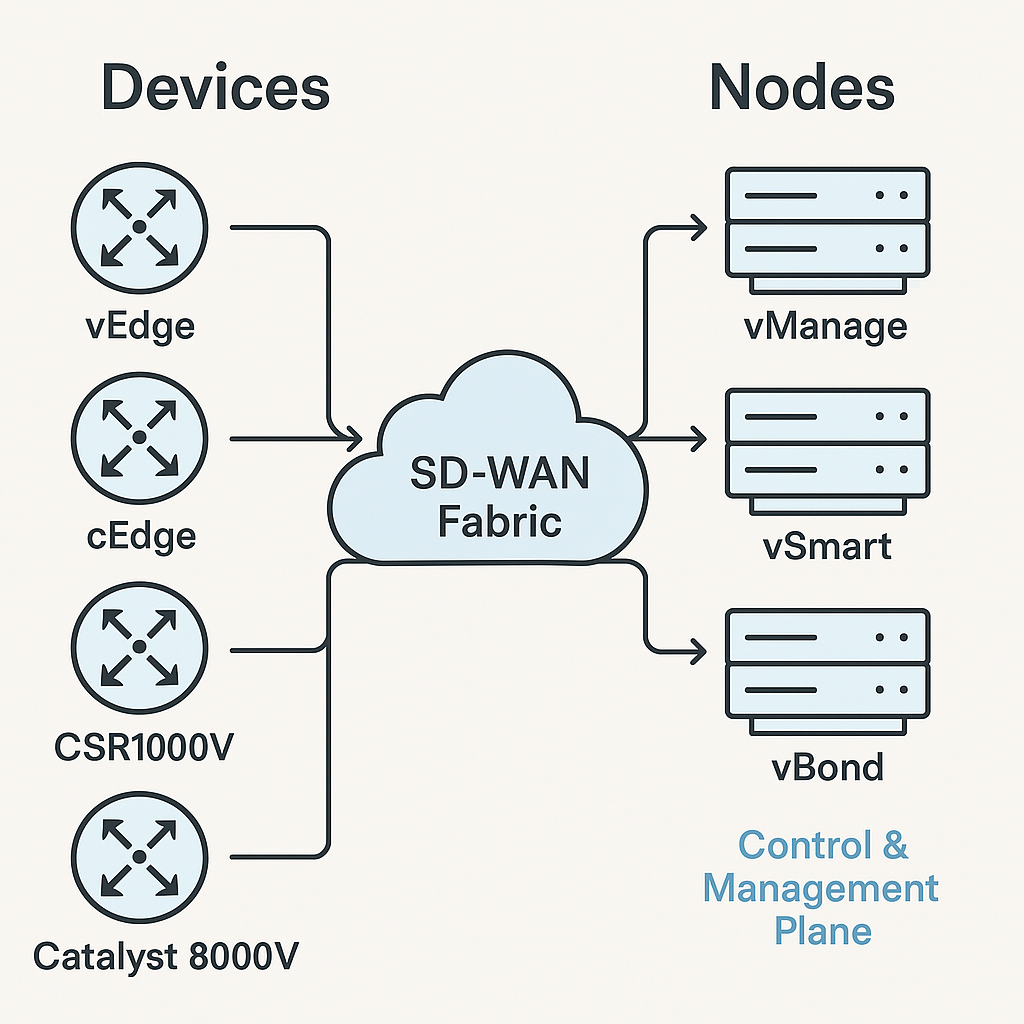 Devices
Nodes
vEdge
vManage
cEdge
SD-WAN
Fabric
vSmart
CSR1000V
vBond
Catalyst 8000V
Control &
Management
Plane